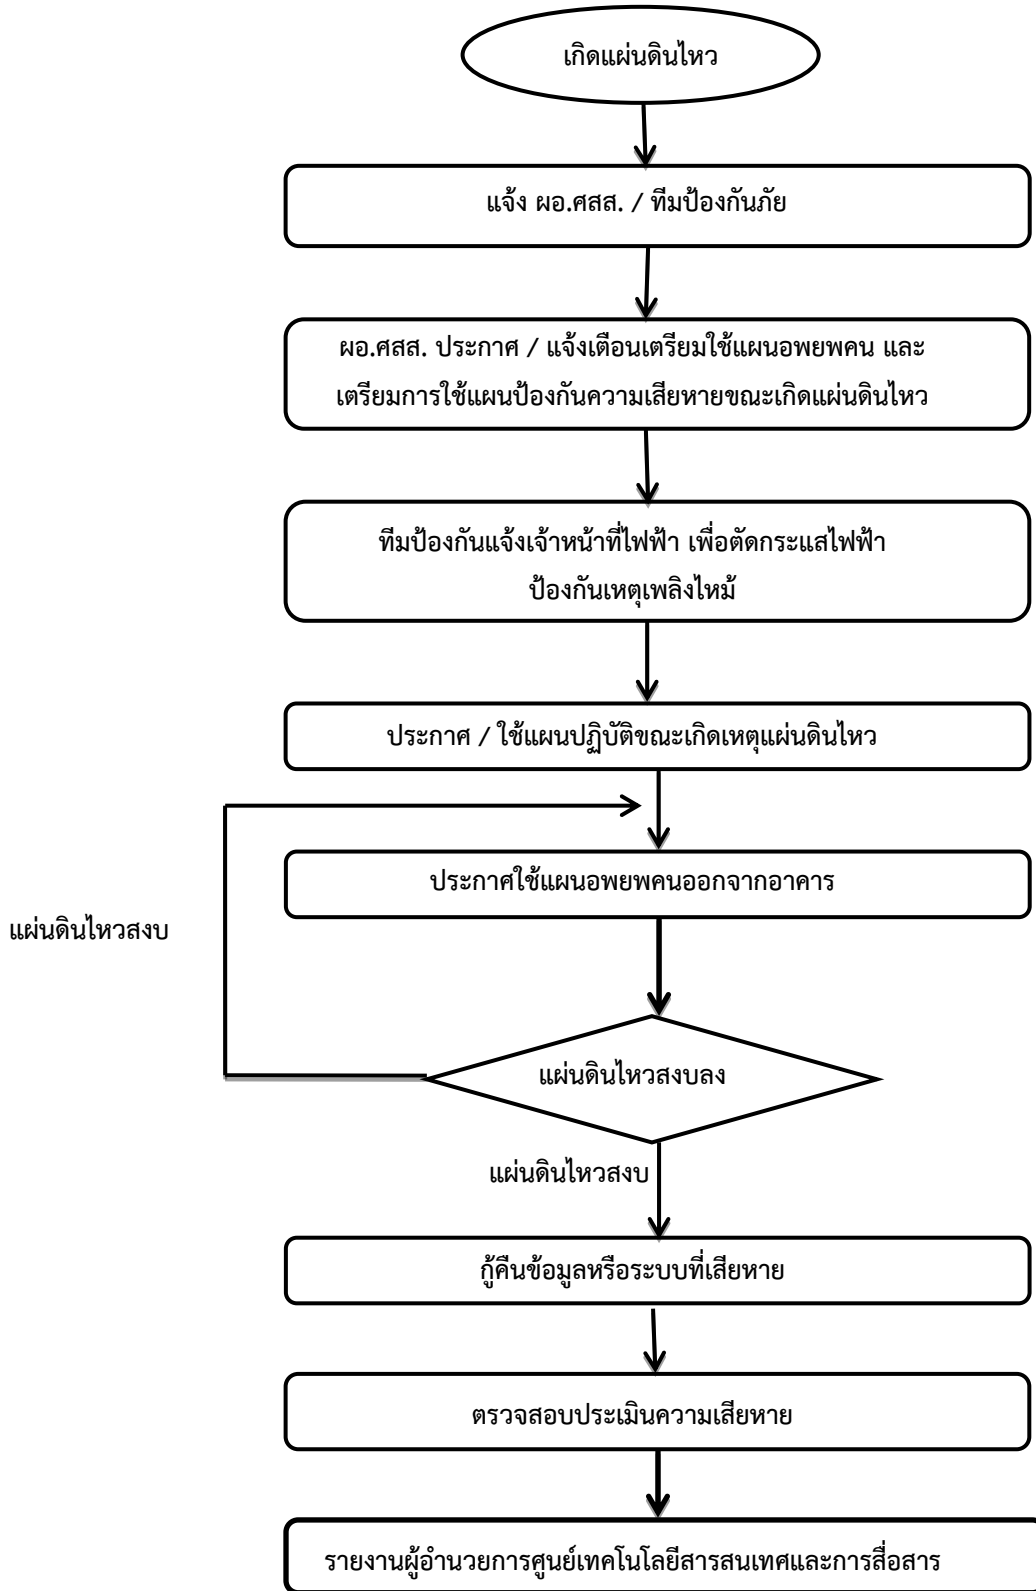 เกิดแผ่นดินไหว
แจ้ง ผอ.ศสส. / ทีมป้องกันภัย
ผอ.ศสส. ประกาศ / แจ้งเตือนเตรียมใช้แผนอพยพคน และ
เตรียมการใช้แผนป้องกันความเสียหายขณะเกิดแผ่นดินไหว
ทีมป้องกันแจ้งเจ้าหน้าที่ไฟฟ้า เพื่อตัดกระแสไฟฟ้า
ป้องกันเหตุเพลิงไหม้
ประกาศ / ใช้แผนปฏิบัติขณะเกิดเหตุแผ่นดินไหว
ประกาศใช้แผนอพยพคนออกจากอาคาร
แผ่นดินไหวสงบ
แผ่นดินไหวสงบลง
แผ่นดินไหวสงบ
กู้คืนข้อมูลหรือระบบที่เสียหาย
ตรวจสอบประเมินความเสียหาย
รายงานผู้อำนวยการศูนย์เทคโนโลยีสารสนเทศและการสื่อสาร